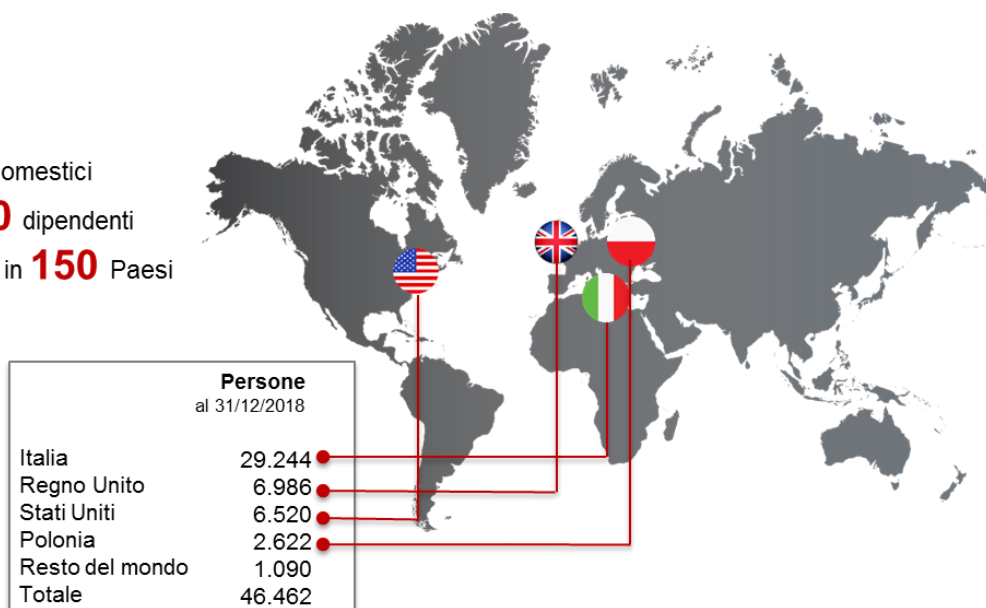 omestici
0 dipendenti
in 150 Paesi
Persone
al 31/12/2018
Italia 29.244
Regno Unito 6.986
Stati Uniti 6.520
Polonia 2.622
Resto del mondo 1.090
Totale 46.462